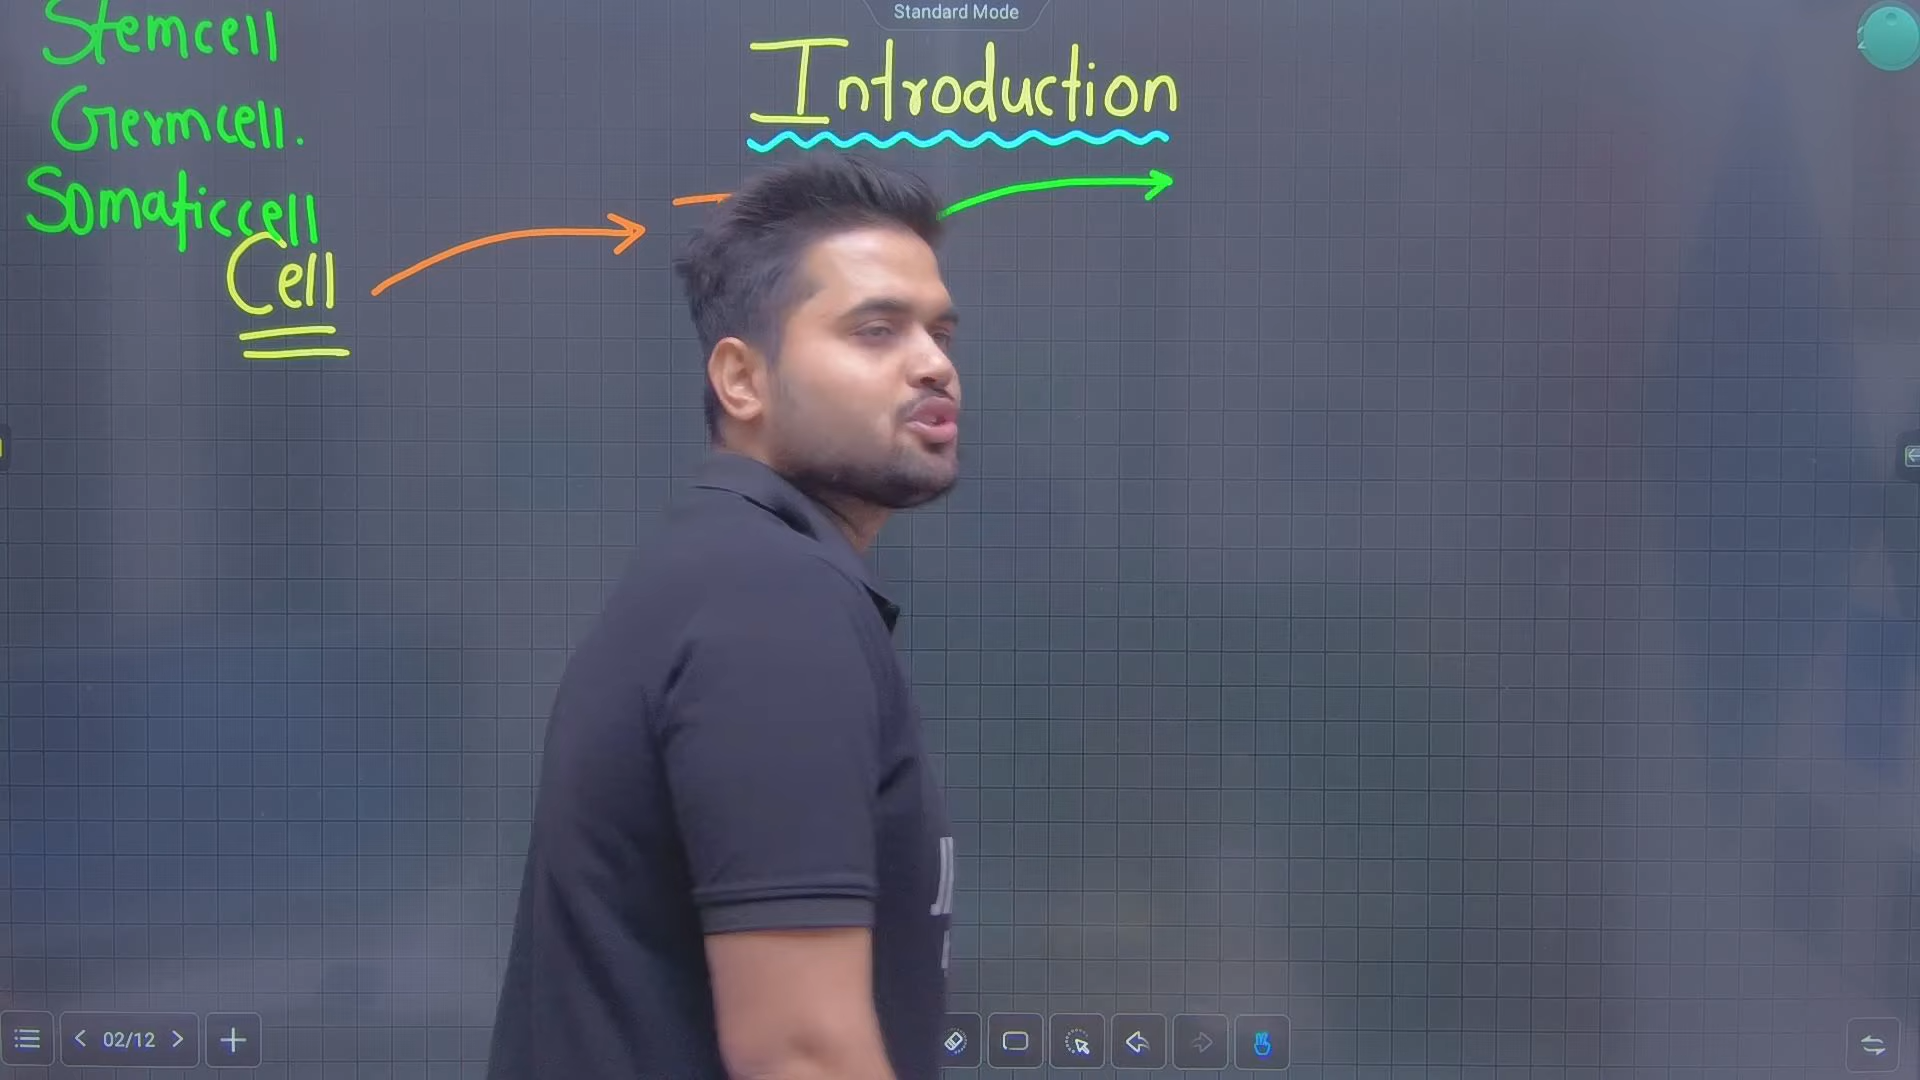 Standard Mode
Introduction
Stemcell
Germcell.
Somaticcell
Cell
02/12